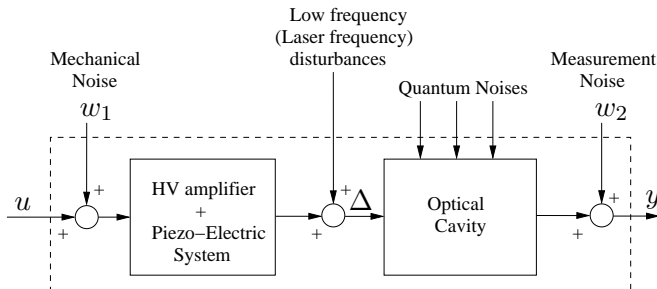 Low frequency
(Laser frequency)
disturbances
Mechanical
Noise
w1
Quantum Noises
Measurement
Noise
w2
u
+
+
HV amplifier
+
Piezo−Electric
System
+
+
Δ
Optical
Cavity
+
+
y